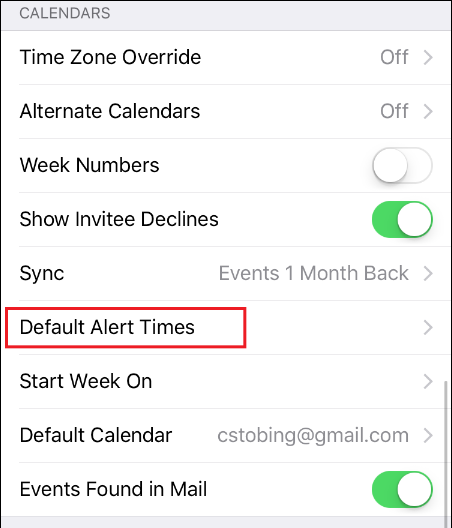 CALENDARS
Time Zone Override Off
Alternate Calendars Off
Week Numbers
Show Invitee Declines
Sync Events 1 Month Back
Default Alert Times
Start Week On
Default Calendar cstobing@gmail.com
Events Found in Mail